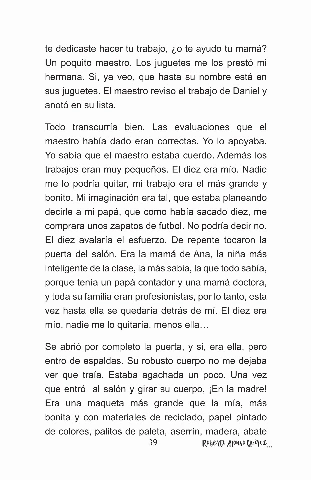 te dedicaste hacer tu trabajo, ¿o te ayudo tu mamá?
Un poquito maestro. Los juguetes me los prestó mi
hermana. Si, ya veo, que hasta su nombre está en
sus juguetes. El maestro reviso el trabajo de Daniel y
anotó en su lista.
Todo transcurría bien. Las evaluaciones que el
maestro había dado eran correctas. Yo lo apoyaba.
Yo sabía que el maestro estaba cuerdo. Además los
trabajos eran muy pequeños. El diez era mío. Nadie
me lo podría quitar, mi trabajo era el más grande y
bonito. Mi imaginación era tal, que estaba planeando
decirle a mi papá, que como había sacado diez, me
comprara unos zapatos de futbol. No podría decir no.
El diez avalaría el esfuerzo. De repente tocaron la
puerta del salón. Era la mamá de Ana, la niña más
inteligente de la clase, la más sabia, la que todo sabía,
porque tenía un papá contador y una mamá doctora,
y toda su familia eran profesionistas, por lo tanto, esta
vez hasta ella se quedaría detrás de mí. El diez era
mío, nadie me lo quitaría, menos ella…
Se abrió por completo la puerta, y sí, era ella, pero
entro de espaldas. Su robusto cuerpo no me dejaba
ver que traía. Estaba agachada un poco. Una vez
que entró al salón y girar su cuerpo. ¡En la madre!
Era una maqueta más grande que la mía, más
bonita y con materiales de reciclado, papel pintado
de colores, palitos de paleta, aserrín, madera, abate